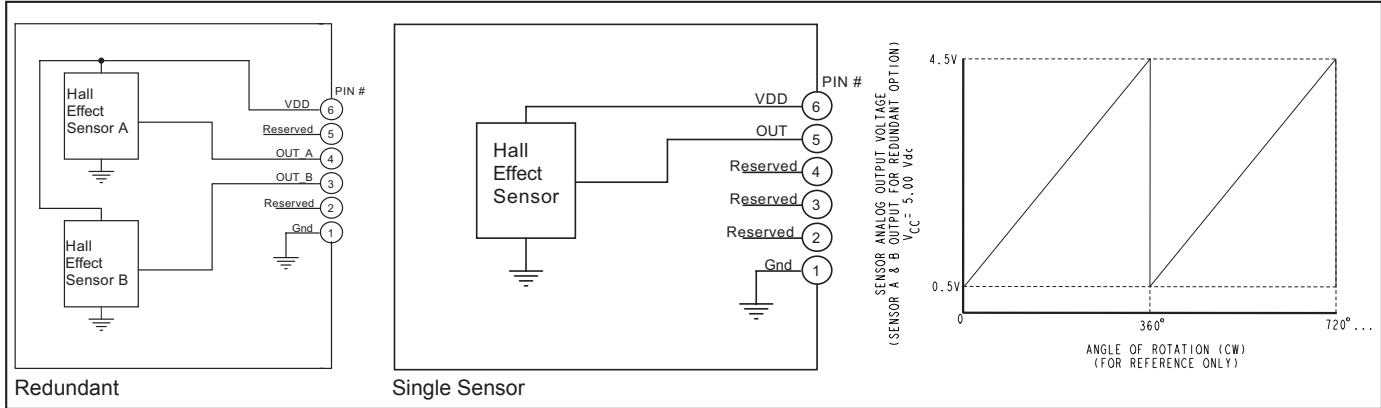 Hall
Effect
Sensor A
Hall
Effect
Sensor B
PIN #
VDD
6
Reserved
5
OUT_A
4
OUT_B
3
Reserved
2
Gnd
1
Redundant
Hall
Effect
Sensor
PIN #
VDD
6
OUT
5
Reserved
4
Reserved
3
Reserved
2
Gnd
1
Single Sensor
SENSOR ANALOG OUTPUT VOLTAGE
(SENSOR A & B OUTPUT FOR REDUNDANT OPTION)
VCC= 5.00 Vdc
4.5V
0.5V
0
360°
720°...
ANGLE OF ROTATION (CW)
(FOR REFERENCE ONLY)